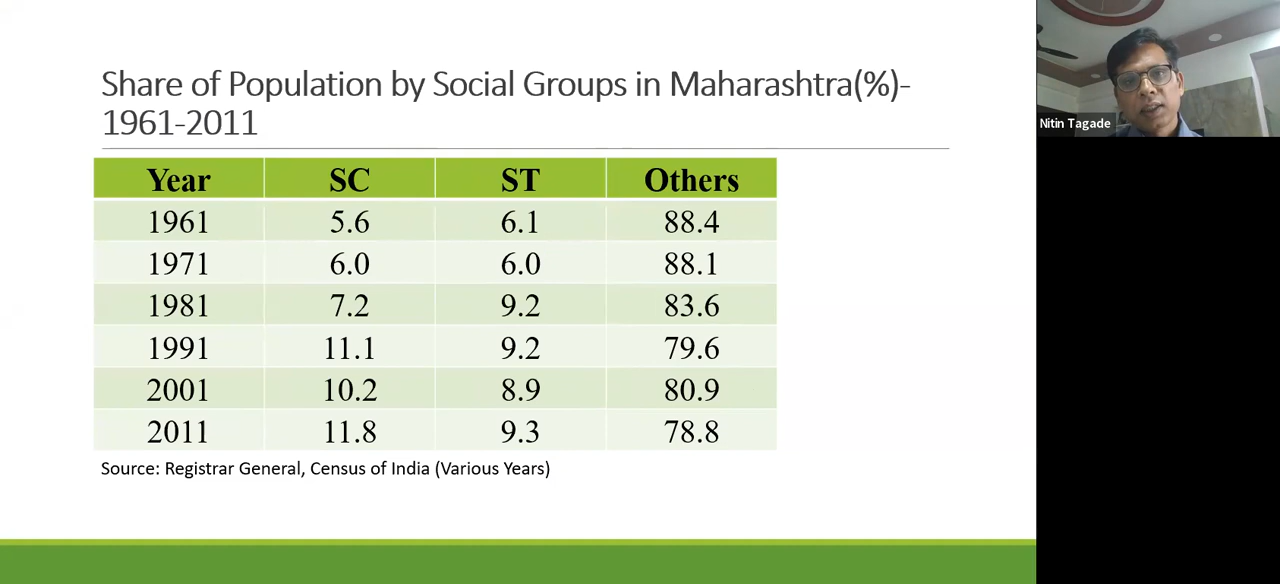 Share of Population by Social Groups in Maharashtra(%)-
1961-2011
Year SC ST Others
1961 5.6 6.1 88.4
1971 6.0 6.0 88.1
1981 7.2 9.2 83.6
1991 11.1 9.2 79.6
2001 10.2 8.9 80.9
2011 11.8 9.3 78.8
Source: Registrar General, Census of India (Various Years)
Nitin Tagade